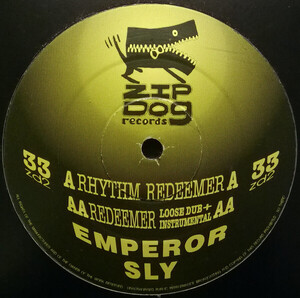 ZIP
DOG
records
33 33
zd2 zd2
A RHYTHM REDEEMER A
AA REDEEMER LOOSE DUB + INSTRUMENTAL AA
EMPEROR
SLY